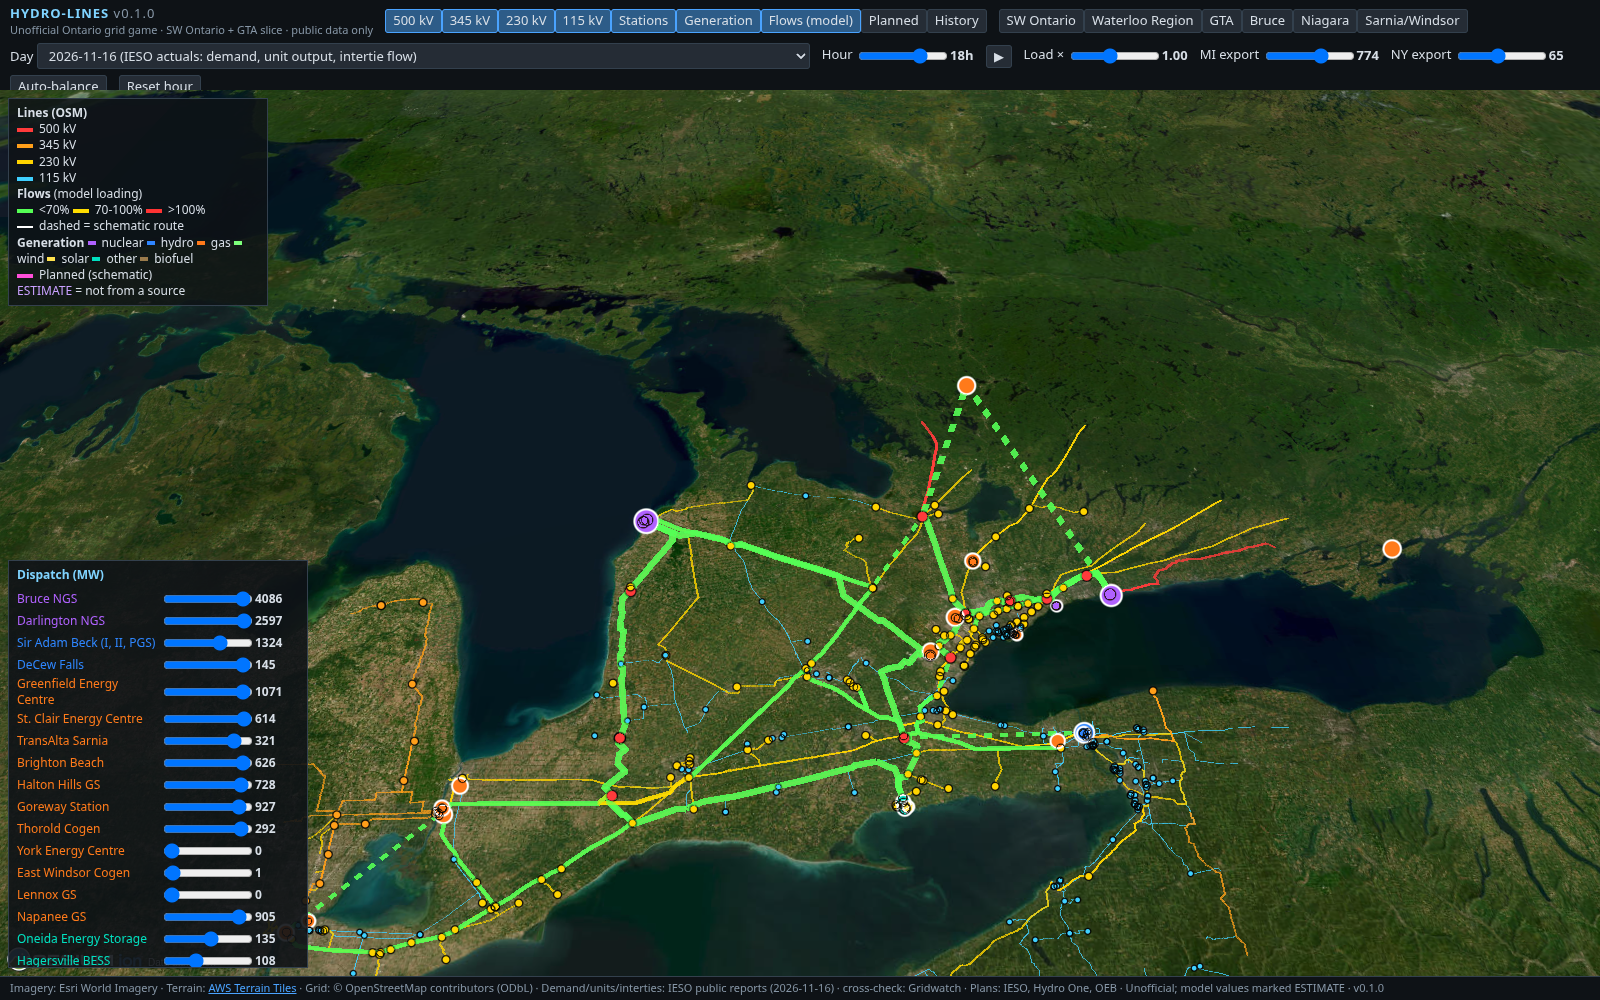 HYDRO-LINES v0.1.0
Unofficial Ontario grid game · SW Ontario + GTA slice · public data only
500 kV 345 kV 230 kV 115 kV Stations Generation Flows (model) Planned History SW Ontario Waterloo Region GTA Bruce Niagara Sarnia/Windsor
Day 2026-11-16 (IESO actuals: demand, unit output, intertie flow) Hour 18h ▶ Load × 1.00 MI export 774 NY export 65
Auto-balance Reset hour
Lines (OSM)
500 kV
345 kV
230 kV
115 kV
Flows (model loading)
<70% 70-100% >100%
dashed = schematic route
Generation nuclear hydro gas
wind solar other biofuel
Planned (schematic)
ESTIMATE = not from a source
Dispatch (MW)
Bruce NGS 4086
Darlington NGS 2597
Sir Adam Beck (I, II, PGS) 1324
DeCew Falls 145
Greenfield Energy
Centre 1071
St. Clair Energy Centre 614
TransAlta Sarnia 321
Brighton Beach 626
Halton Hills GS 728
Goreway Station 927
Thorold Cogen 292
York Energy Centre 0
East Windsor Cogen 1
Lennox GS 0
Napanee GS 905
Oneida Energy Storage 135
Hagersville BESS 108
Imagery: Esri World Imagery · Terrain: AWS Terrain Tiles · Grid: © OpenStreetMap contributors (ODbL) · Demand/units/interties: IESO public reports (2026-11-16) · cross-check: Gridwatch · Plans: IESO, Hydro One, OEB · Unofficial; model values marked ESTIMATE · v0.1.0